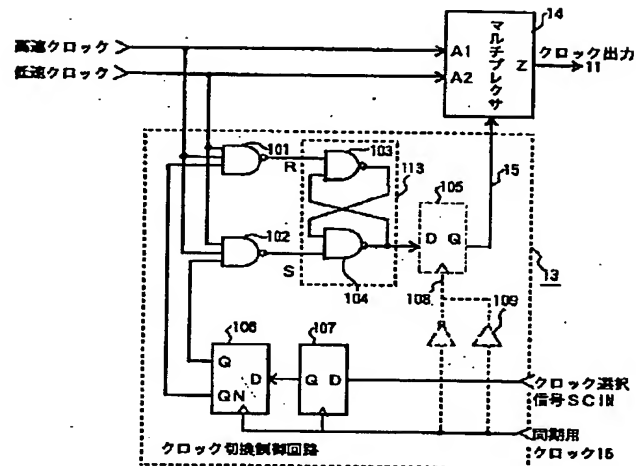 14
高速クロック
低速クロック
A1
A2
マルチプレクサ
Z
クロック出力
11
101
R
103
113
15
102
S
104
105
D Q
108
109
13
106
Q
QN
D
107
Q D
クロック選択
信号SCIN
同期用
クロック16
クロック切換制御回路